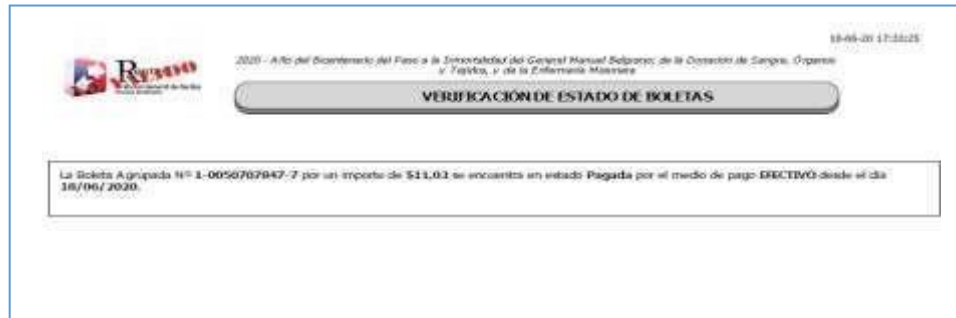 18-06-20 17:33:25
2020 - Año del Bicentenario del Paso a la Inmortalidad del General Manuel Belgrano; de la Donación de Sangre, Órganos
y Tejidos, y de la Enfermería Misionera
VERIFICACIÓN DE ESTADO DE BOLETAS
La Boleta Agrupada Nº 1-0050707847-7 por un importe de $11,03 se encuentra en estado Pagada por el medio de pago EFECTIVO desde el día
18/06/2020.